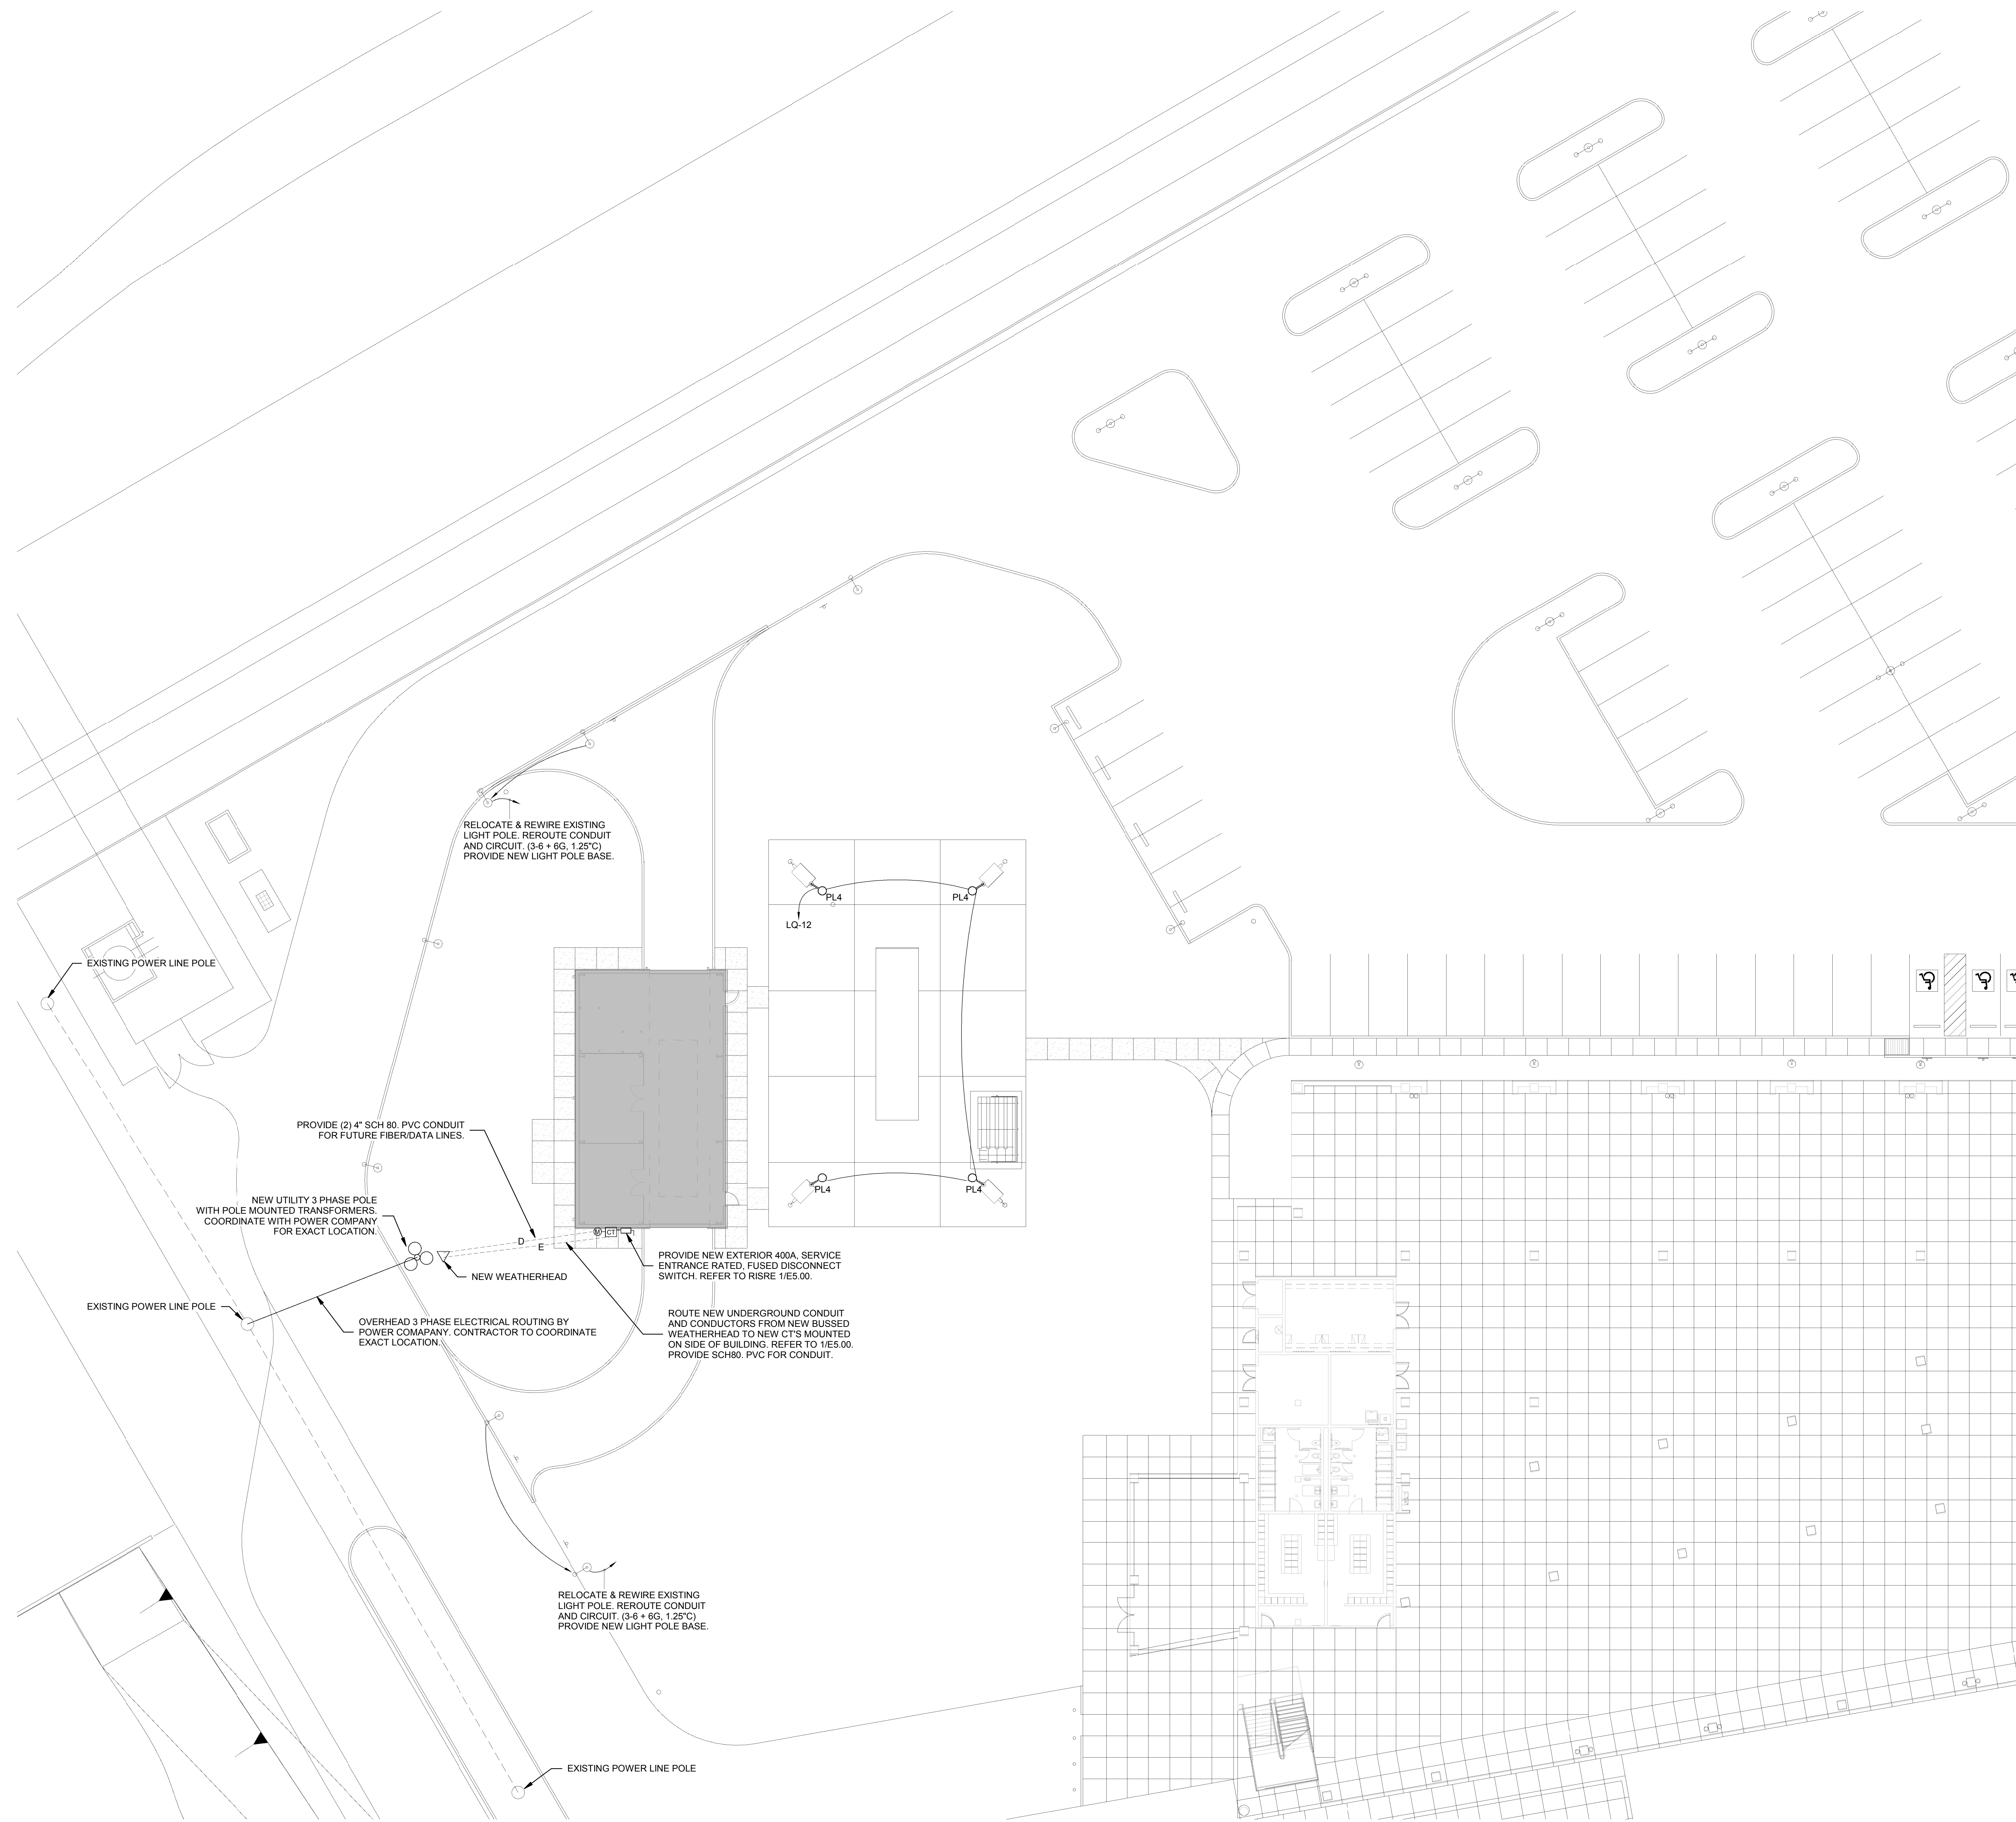 RELOCATE & REWIRE EXISTING
LIGHT POLE. REROUTE CONDUIT
AND CIRCUIT. (3-6 + 6G, 1.25"C)
PROVIDE NEW LIGHT POLE BASE.
PL4
PL4
LQ-12
EXISTING POWER LINE POLE
PROVIDE (2) 4" SCH 80. PVC CONDUIT
FOR FUTURE FIBER/DATA LINES.
NEW UTILITY 3 PHASE POLE
WITH POLE MOUNTED TRANSFORMERS.
COORDINATE WITH POWER COMPANY
FOR EXACT LOCATION.
PL4
PL4
D
E
M
CT
PROVIDE NEW EXTERIOR 400A, SERVICE
ENTRANCE RATED, FUSED DISCONNECT
SWITCH. REFER TO RISRE 1/E5.00.
NEW WEATHERHEAD
EXISTING POWER LINE POLE
OVERHEAD 3 PHASE ELECTRICAL ROUTING BY
POWER COMAPANY. CONTRACTOR TO COORDINATE
EXACT LOCATION.
ROUTE NEW UNDERGROUND CONDUIT
AND CONDUCTORS FROM NEW BUSSED
WEATHERHEAD TO NEW CT'S MOUNTED
ON SIDE OF BUILDING. REFER TO 1/E5.00.
PROVIDE SCH80. PVC FOR CONDUIT.
RELOCATE & REWIRE EXISTING
LIGHT POLE. REROUTE CONDUIT
AND CIRCUIT. (3-6 + 6G, 1.25"C)
PROVIDE NEW LIGHT POLE BASE.
EXISTING POWER LINE POLE